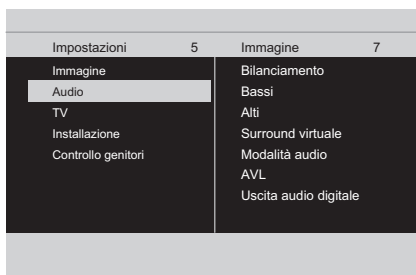 Impostazioni 5 Immagine 7
Immagine
Audio
TV
Installazione
Controllo genitori
Bilanciamento
Bassi
Alti
Surround virtuale
Modalità audio
AVL
Uscita audio digitale